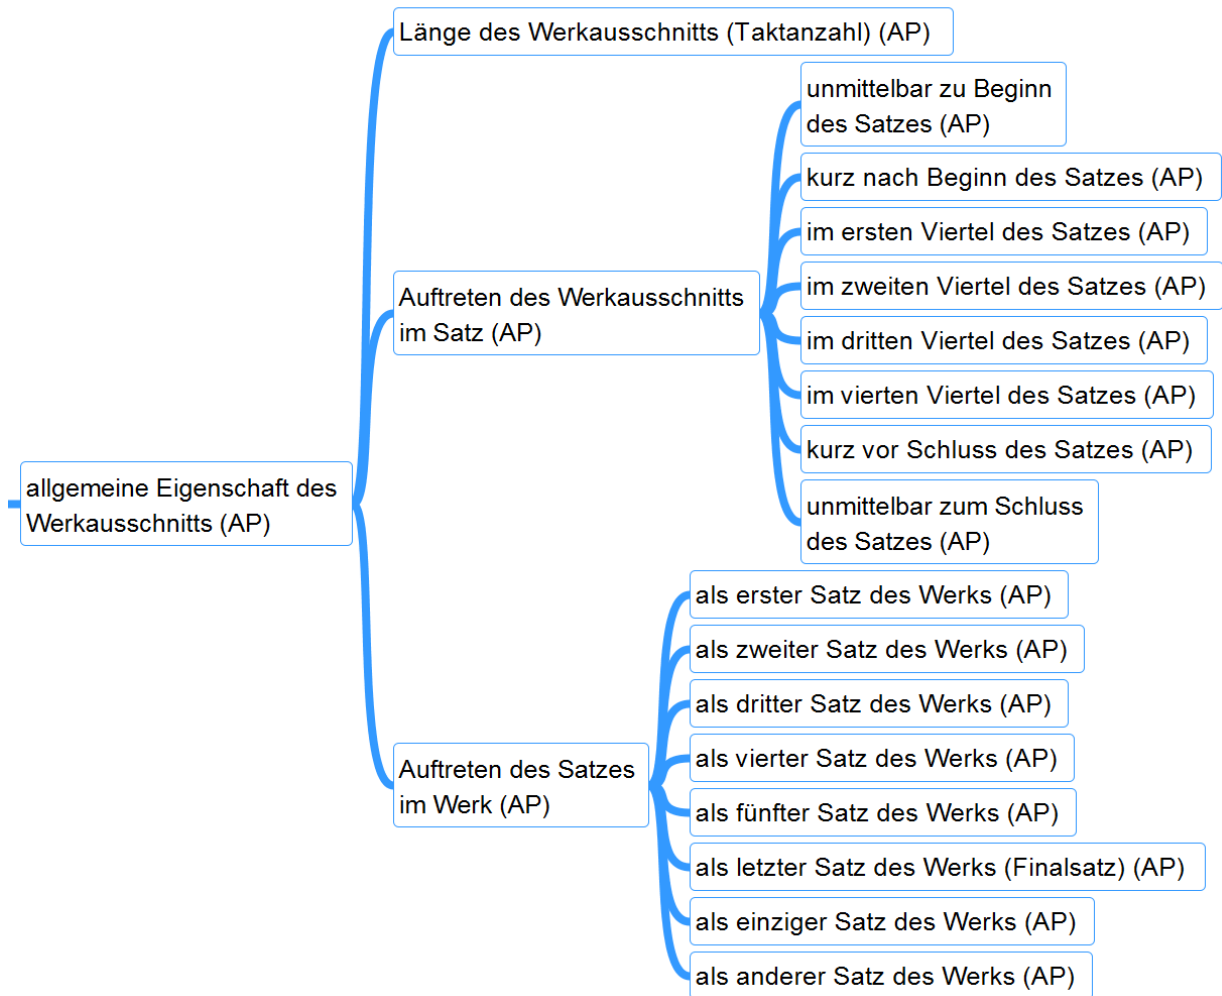 Länge des Werkausschnitts (Taktanzahl) (AP)
unmittelbar zu Beginn
des Satzes (AP)
kurz nach Beginn des Satzes (AP)
im ersten Viertel des Satzes (AP)
Auftreten des Werkausschnitts
im Satz (AP)
im zweiten Viertel des Satzes (AP)
im dritten Viertel des Satzes (AP)
im vierten Viertel des Satzes (AP)
kurz vor Schluss des Satzes (AP)
unmittelbar zum Schluss
des Satzes (AP)
allgemeine Eigenschaft des
Werkausschnitts (AP)
als erster Satz des Werks (AP)
als zweiter Satz des Werks (AP)
als dritter Satz des Werks (AP)
als vierter Satz des Werks (AP)
Auftreten des Satzes
im Werk (AP)
als fünfter Satz des Werks (AP)
als letzter Satz des Werks (Finalsatz) (AP)
als einziger Satz des Werks (AP)
als anderer Satz des Werks (AP)